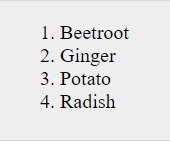 1. Beetroot
2. Ginger
3. Potato
4. Radish